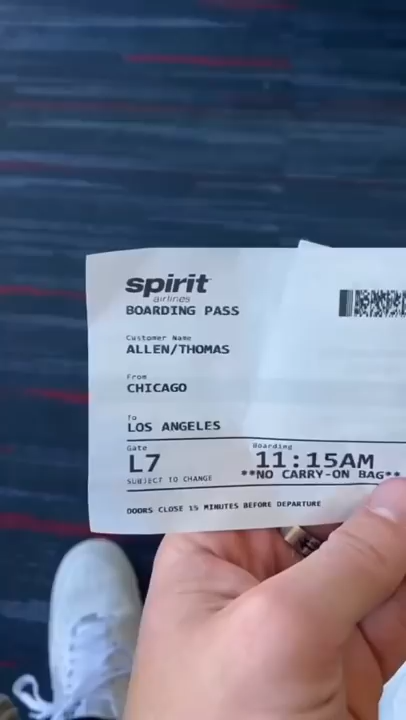 spirit
airlines
BOARDING PASS
Customer Name
ALLEN/THOMAS
From
CHICAGO
To
LOS ANGELES
Gate
Boarding
L7
11:15AM
SUBJECT TO CHANGE
**NO CARRY-ON BAG**
DOORS CLOSE 15 MINUTES BEFORE DEPARTURE